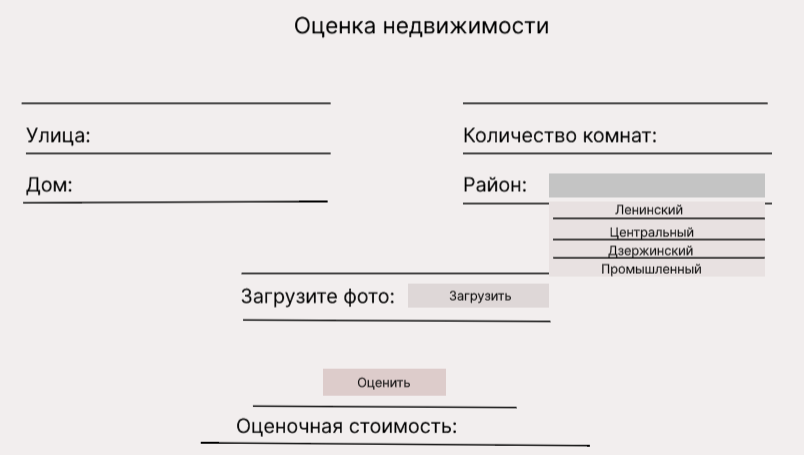 Оценка недвижимости
Улица:
Количество комнат:
Дом:
Район:
Ленинский
Центральный
Дзержинский
Промышленный
Загрузите фото:
Загрузить
Оценить
Оценочная стоимость: